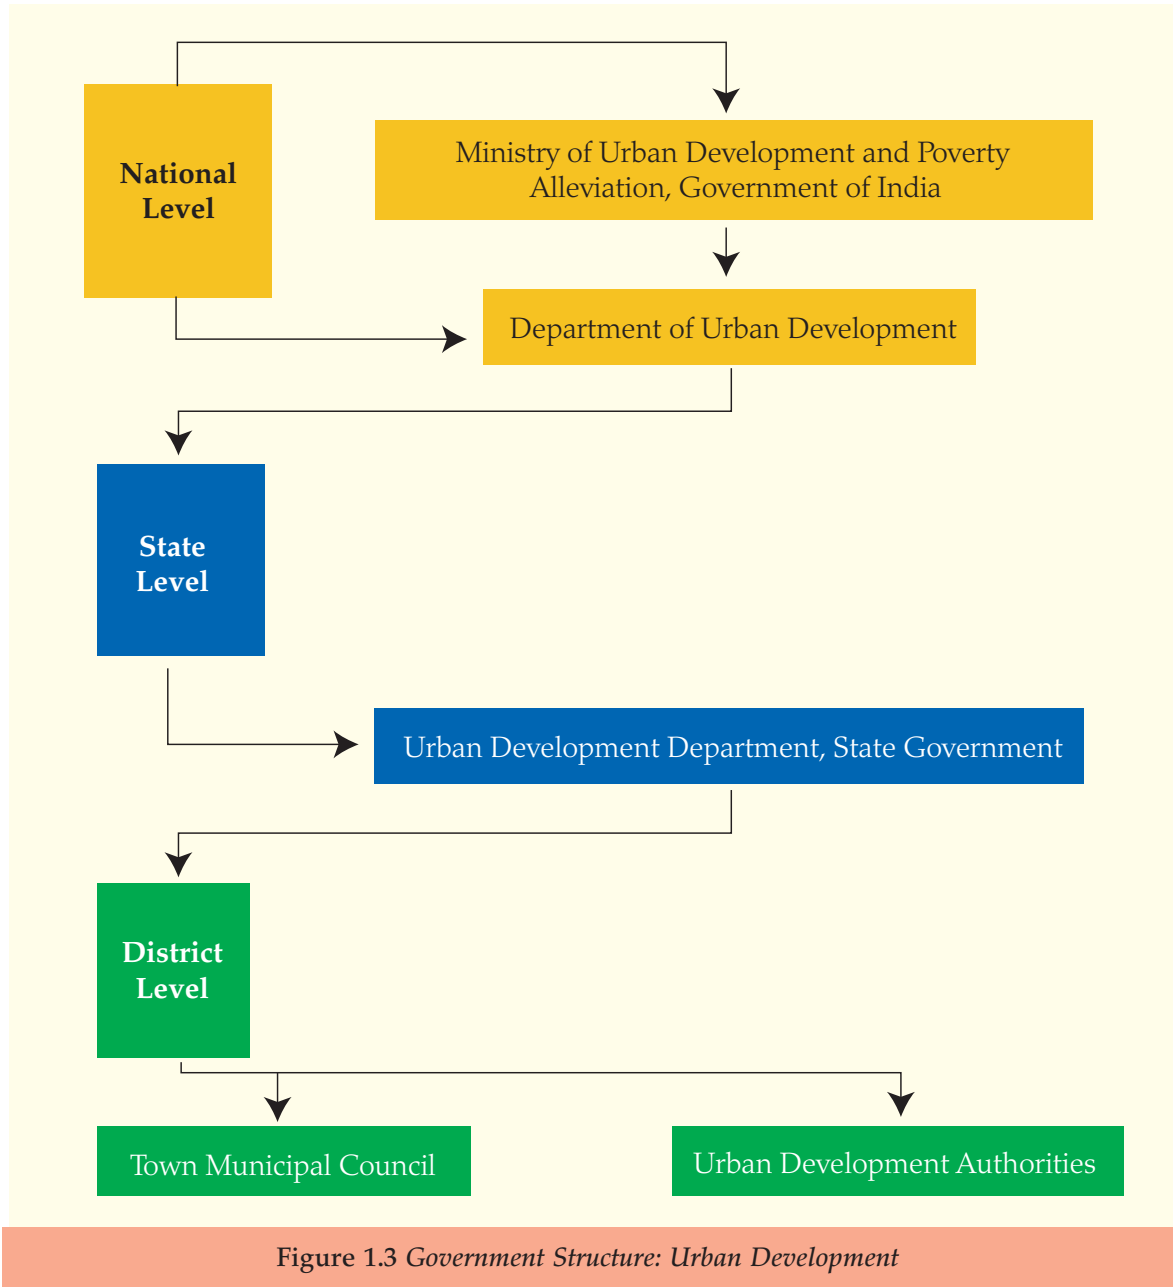 National
Level
Ministry of Urban Development and Poverty
Alleviation, Government of India
Department of Urban Development
State
Level
Urban Development Department, State Government
District
Level
Town Municipal Council
Urban Development Authorities
Figure 1.3 Government Structure: Urban Development